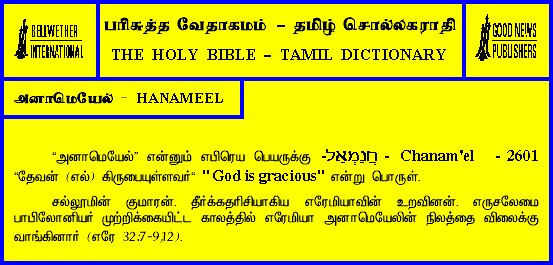 BELLWETHER
INTERNATIONAL
பரிசுத்த வேதாகமம் – தமிழ் சொல்லகராதி
THE HOLY BIBLE – TAMIL DICTIONARY
GOOD NEWS
PUBLISHERS
அனாமெயேல் - HANAMEEL
“அனாமெயேல்” என்னும் எபிரெய பெயருக்கு -חֲנַמְאֵל - Chanam'el - 2601
“தேவன் (எல்) கிருபையுள்ளவர்“ "God is gracious" என்று பொருள்.
சல்லூமின் குமாரன். தீர்க்கதரிசியாகிய எரேமியாவின் உறவினன். எருசலேமை
பாபிலோனியர் முற்றிக்கையிட்ட காலத்தில் எரேமியா அனாமெயேலின் நிலத்தை விலைக்கு
வாங்கினார் (எரே 32:7-9,12).